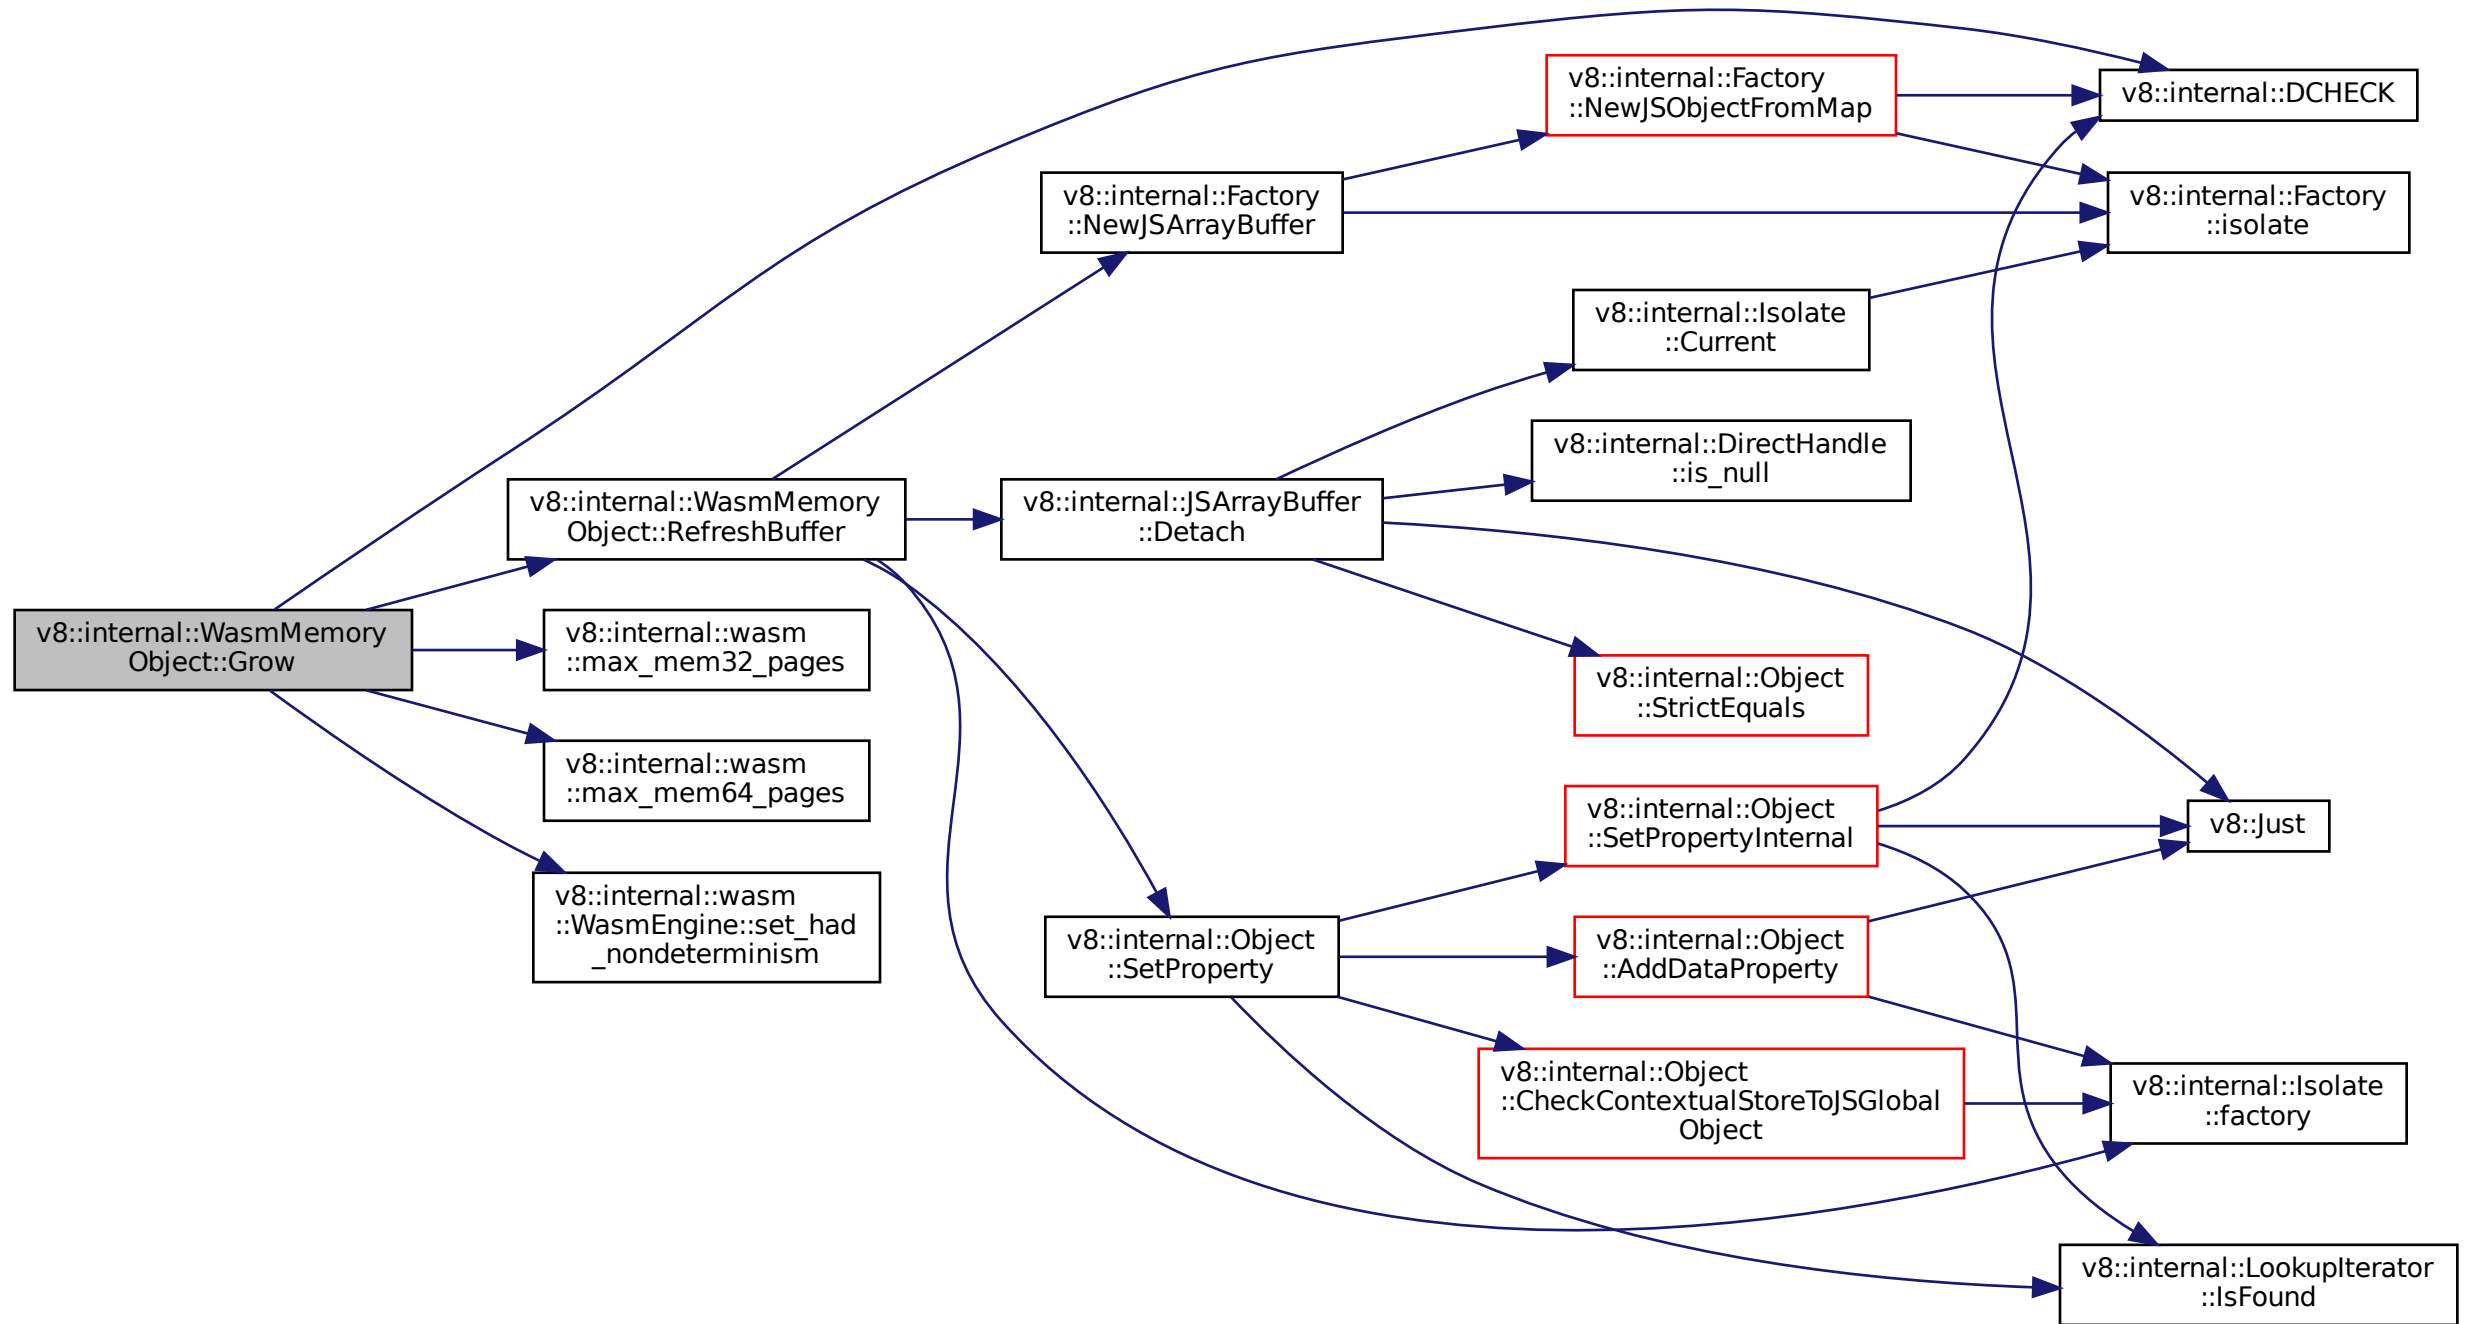 v8::internal::WasmMemory
Object::Grow
v8::internal::WasmMemory
Object::RefreshBuffer
v8::internal::wasm
::max_mem32_pages
v8::internal::wasm
::max_mem64_pages
v8::internal::wasm
::WasmEngine::set_had
_nondeterminism
v8::internal::Factory
::NewJSArrayBuffer
v8::internal::JSArrayBuffer
::Detach
v8::internal::Object
::SetProperty
v8::internal::Factory
::NewJSObjectFromMap
v8::internal::Isolate
::Current
v8::internal::DirectHandle
::is_null
v8::internal::Object
::StrictEquals
v8::internal::Object
::SetPropertyInternal
v8::internal::Object
::AddDataProperty
v8::internal::Object
::CheckContextualStoreToJSGlobal
Object
v8::internal::DCHECK
v8::internal::Factory
::isolate
v8::Just
v8::internal::Isolate
::factory
v8::internal::LookupIterator
::IsFound